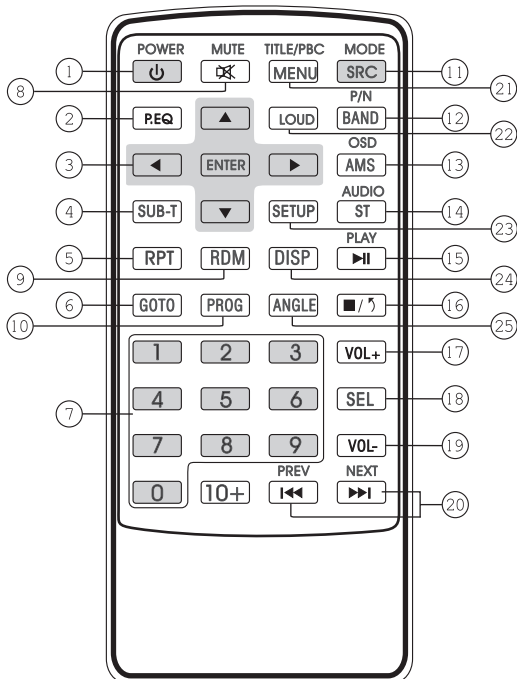 POWER MUTE TITLE/PBC MODE
1 MENU SRC 11
8 21
P/N
2 P.EQ LOUD BAND 12
22
OSD
3 ENTER AMS 13
AUDIO
4 SUB-T SETUP ST 14
23
PLAY
5 RPT RDM DISP 15
9 24
6 GOTO PROG ANGLE 16
10 25
1 2 3 VOL+ 17
7 4 5 6 SEL 18
7 8 9 VOL- 19
PREV NEXT
0 10+ 20